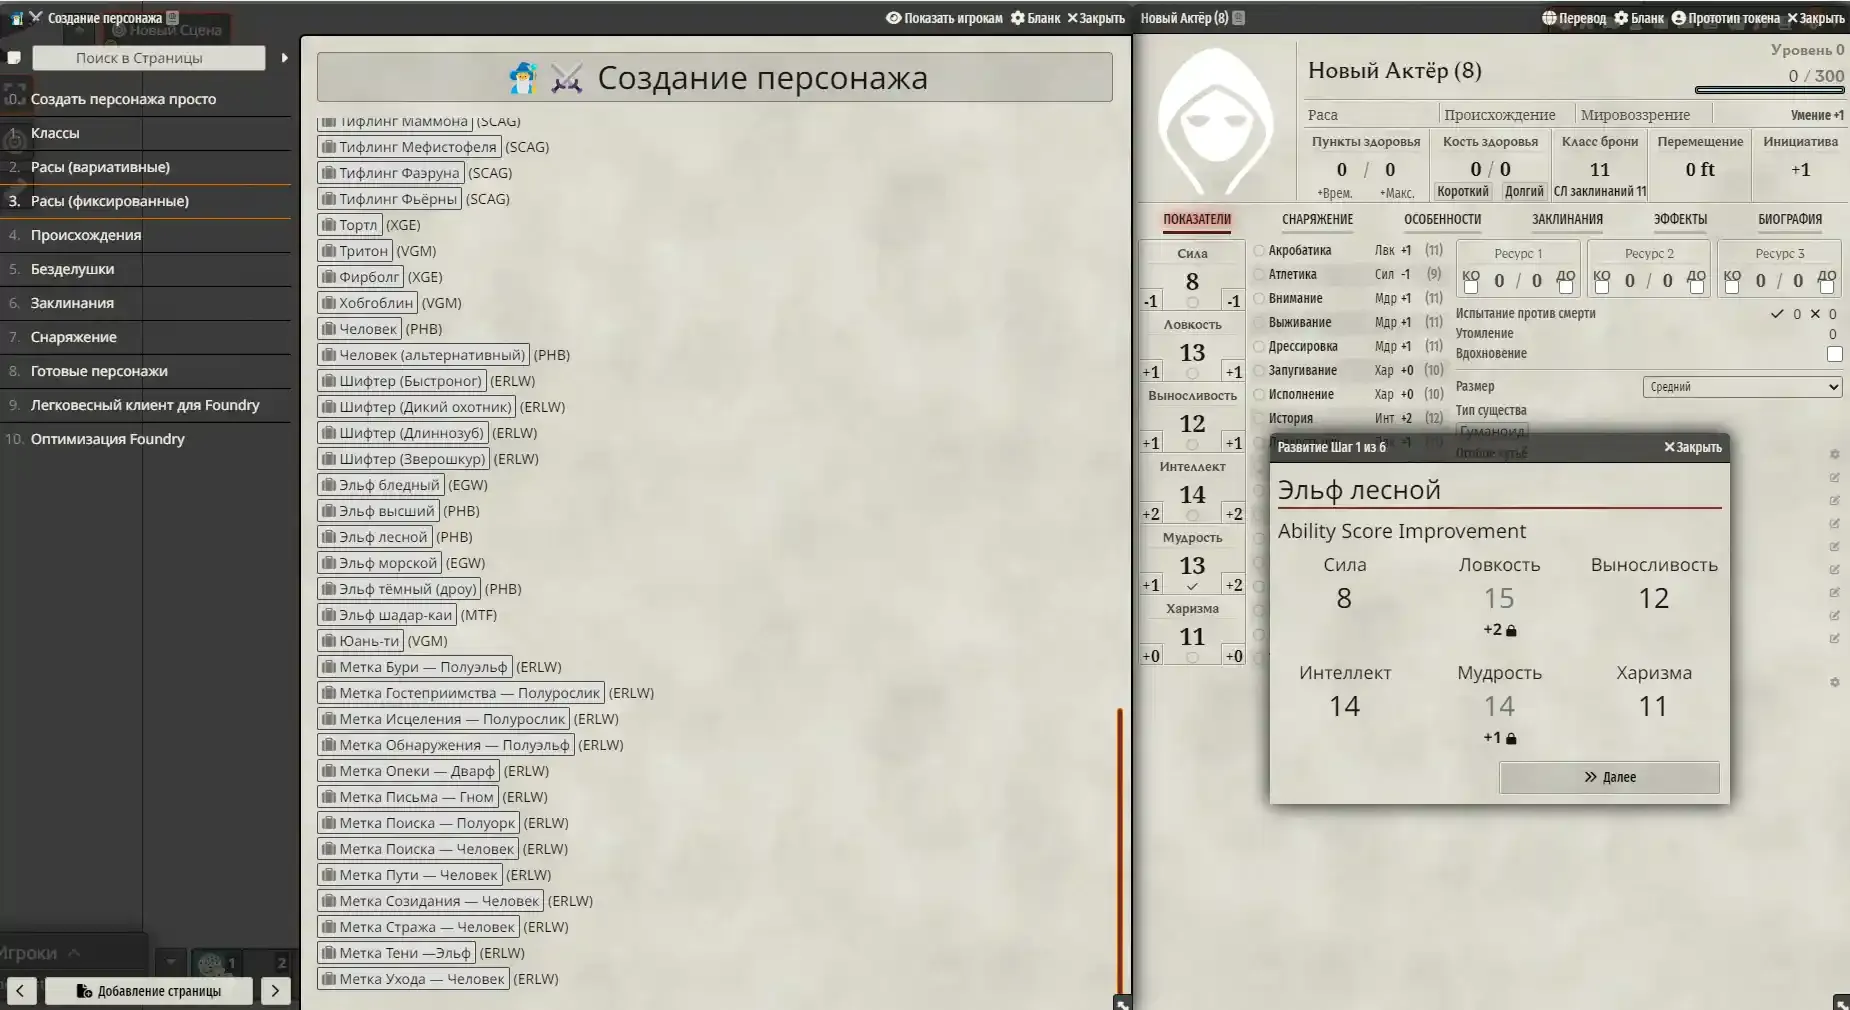 Создание персонажа
Показать игрокам Бланк Закрыть
Новый Сцена
Поиск в Страницы
0. Создать персонажа просто
1. Классы
2. Расы (вариативные)
3. Расы (фиксированные)
4. Происхождения
5. Безделушки
6. Заклинания
7. Снаряжение
8. Готовые персонажи
9. Легковесный клиент для Foundry
10. Оптимизация Foundry
Игроки
1
2
Добавление страницы
Создание персонажа
Тифлинг Маммона (SCAG)
Тифлинг Мефистофеля (SCAG)
Тифлинг Фаэруна (SCAG)
Тифлинг Фьёрны (SCAG)
Тортл (XGE)
Тритон (VGM)
Фирболг (XGE)
Хобгоблин (VGM)
Человек (PHB)
Человек (альтернативный) (PHB)
Шифтер (Быстроног) (ERLW)
Шифтер (Дикий охотник) (ERLW)
Шифтер (Длиннозуб) (ERLW)
Шифтер (Зверошкур) (ERLW)
Эльф бледный (EGW)
Эльф высший (PHB)
Эльф лесной (PHB)
Эльф морской (EGW)
Эльф тёмный (дроу) (PHB)
Эльф шадар-каи (MTF)
Юань-ти (VGM)
Метка Бури — Полуэльф (ERLW)
Метка Гостеприимства — Полурослик (ERLW)
Метка Исцеления — Полурослик (ERLW)
Метка Обнаружения — Полуэльф (ERLW)
Метка Опеки — Дварф (ERLW)
Метка Письма — Гном (ERLW)
Метка Поиска — Полуорк (ERLW)
Метка Поиска — Человек (ERLW)
Метка Пути — Человек (ERLW)
Метка Созидания — Человек (ERLW)
Метка Стража — Человек (ERLW)
Метка Тени —Эльф (ERLW)
Метка Ухода — Человек (ERLW)
Новый Актёр (8)
Перевод Бланк Прототип токена Закрыть
Новый Актёр (8)
Уровень 0
0 / 300
Раса Происхождение Мировоззрение Умение +1
Пункты здоровья Кость здоровья Класс брони Перемещение Инициатива
0 / 0 0 / 0 11 0 ft +1
+Врем. +Макс. Короткий Долгий СЛ заклинаний 11
ПОКАЗАТЕЛИ СНАРЯЖЕНИЕ ОСОБЕННОСТИ ЗАКЛИНАНИЯ ЭФФЕКТЫ БИОГРАФИЯ
Сила
8
-1 -1
Ловкость
13
+1 +1
Выносливость
12
+1 +1
Интеллект
14
+2 +2
Мудрость
13
+1 +2
Харизма
11
+0 +0
Акробатика Лвк +1 (11)
Атлетика Сил -1 (9)
Внимание Мдр +1 (11)
Выживание Мдр +1 (11)
Дрессировка Мдр +1 (11)
Запугивание Хар +0 (10)
Исполнение Хар +0 (10)
История Инт +2 (12)
Ресурс 1 Ресурс 2 Ресурс 3
КО 0 / 0 ДО КО 0 / 0 ДО КО 0 / 0 ДО
Испытание против смерти 0 0
Утомление 0
Вдохновение
Размер Средний
Тип существа
Гуманоид
Особые чутьё
Развитие Шаг 1 из 6 Закрыть
Эльф лесной
Ability Score Improvement
Сила Ловкость Выносливость
8 15 12
+2
Интеллект Мудрость Харизма
14 14 11
+1
Далее